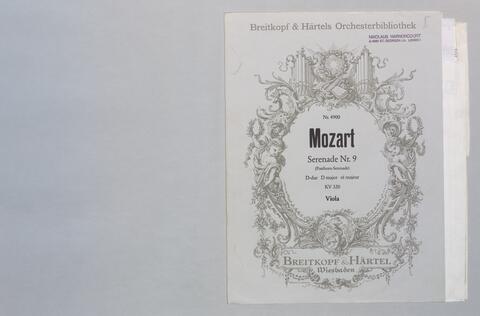 Breitkopf & Härtels Orchesterbibliothek
NIKOLAUS HARNONCOURT
Nr. 4900
Mozart
Serenade Nr. 9
(Posthorn-Serenade)
D-dur D major ré majeur
KV 320
Viola
BREITKOPF & HÄRTEL
Wiesbaden